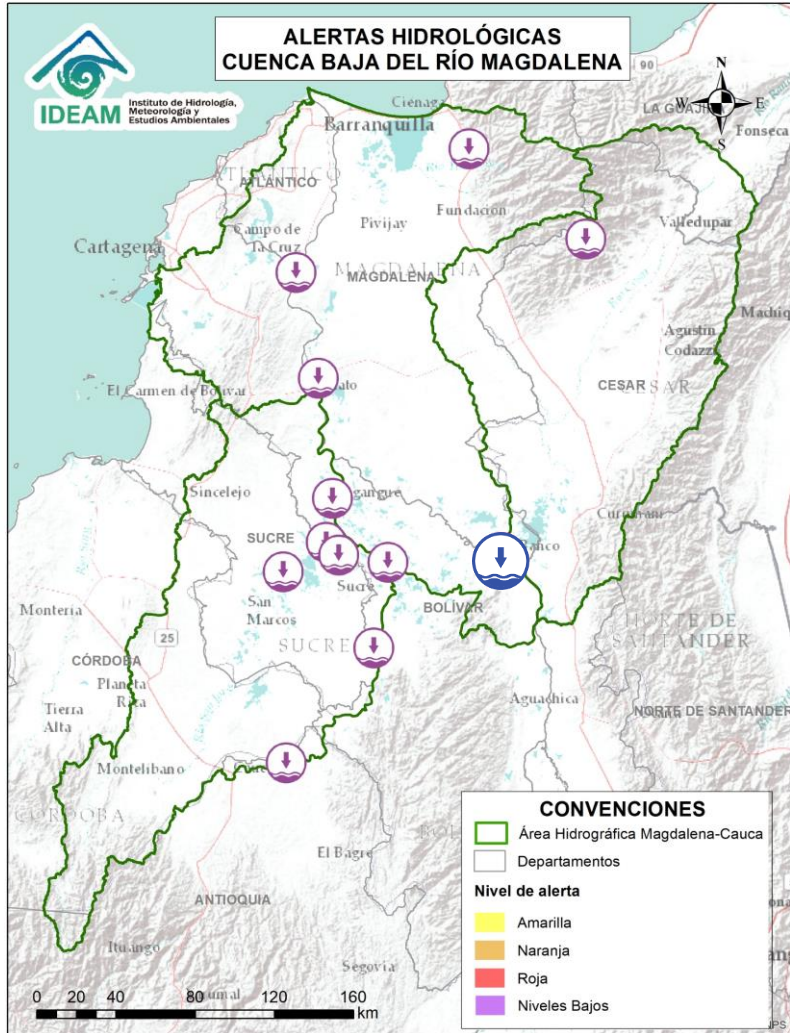 ALERTAS HIDROLÓGICAS
CUENCA BAJA DEL RÍO MAGDALENA
IDEAM
Instituto de Hidrología,
Meteorología y
Estudios Ambientales
N
W
E
S
90
Ciénaga
Barranquilla
LA GUAJIRA
Fonseca
ATLÁNTICO
ATLÁNTICO
Pivijay
Fundación
Valledupar
Cartagena
Campo de
la Cruz
MAGDALENA
MAGDALENA
Río Cesar
Agustín
Codazzi
El Carmen de Bolívar
CESAR
CESAR
Sincelejo
Curumaní
SUCRE
Banco
Sucre
San
Marcos
BOLÍVAR
Montería
25
SUCRE
NORTE DE
SANTANDER
CÓRDOBA
Planeta
Rica
Tierra
Alta
Aguachica
NORTE DE SANTANDER
Montelíbano
CÓRDOBA
El Bagre
ANTIOQUIA
Ituango
Segovia
0 20 40 80 120 160
km
CONVENCIONES
Área Hidrográfica Magdalena-Cauca
Departamentos
Nivel de alerta
Amarilla
Naranja
Roja
Niveles Bajos